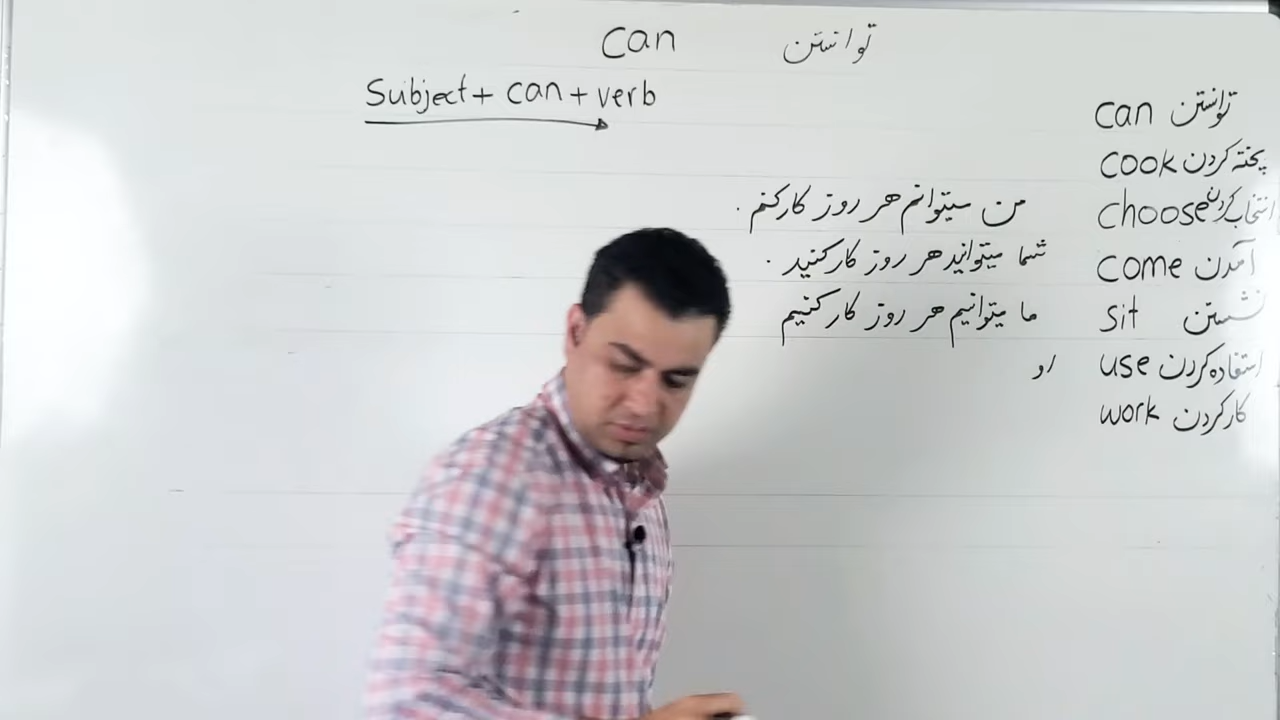 can توانستن
Subject + can + verb
can توانستن
cook پخته کردن
choose انتخاب کردن
come آمدن
sit نشستن
use استفاده کردن
work کار کردن
من میتوانم هر روز کار کنم .
شما میتوانید هر روز کار کنید .
ما میتوانیم هر روز کار کنیم
او